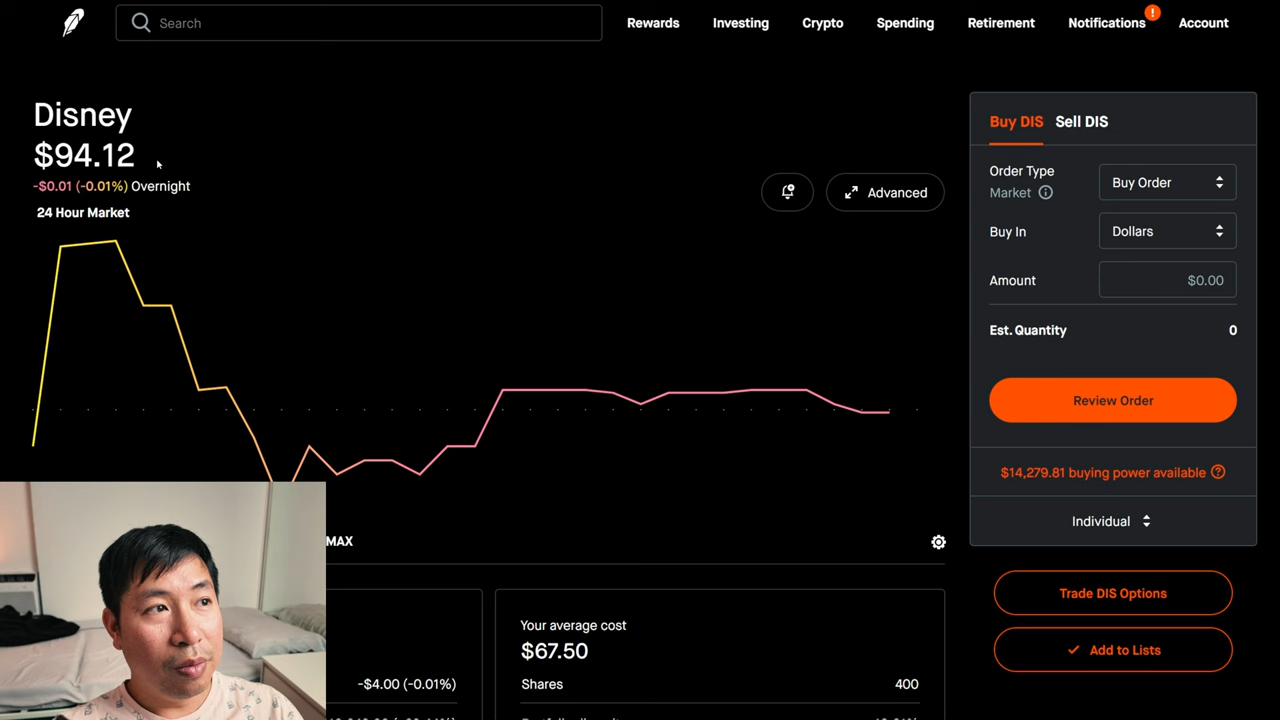 Search
Rewards
Investing
Crypto
Spending
Retirement
Notifications
!
Account
Disney
$94.12
-$0.01 (-0.01%) Overnight
24 Hour Market
Advanced
MAX
-$4.00 (-0.01%)
Your average cost
$67.50
Shares 400
Buy DIS Sell DIS
Order Type
Market
Buy Order
Buy In Dollars
Amount $0.00
Est. Quantity 0
Review Order
$14,279.81 buying power available
Individual
Trade DIS Options
Add to Lists